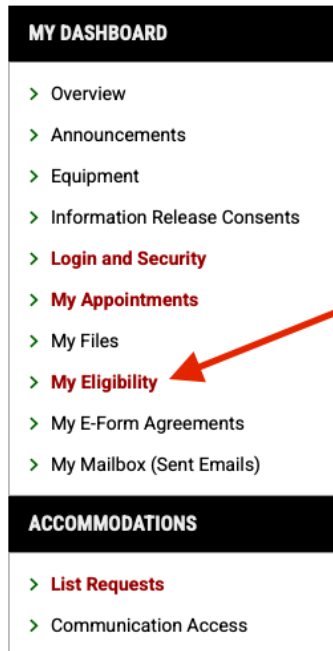 MY DASHBOARD
Overview
Announcements
Equipment
Information Release Consents
Login and Security
My Appointments
My Files
My Eligibility
My E-Form Agreements
My Mailbox (Sent Emails)
ACCOMMODATIONS
List Requests
Communication Access